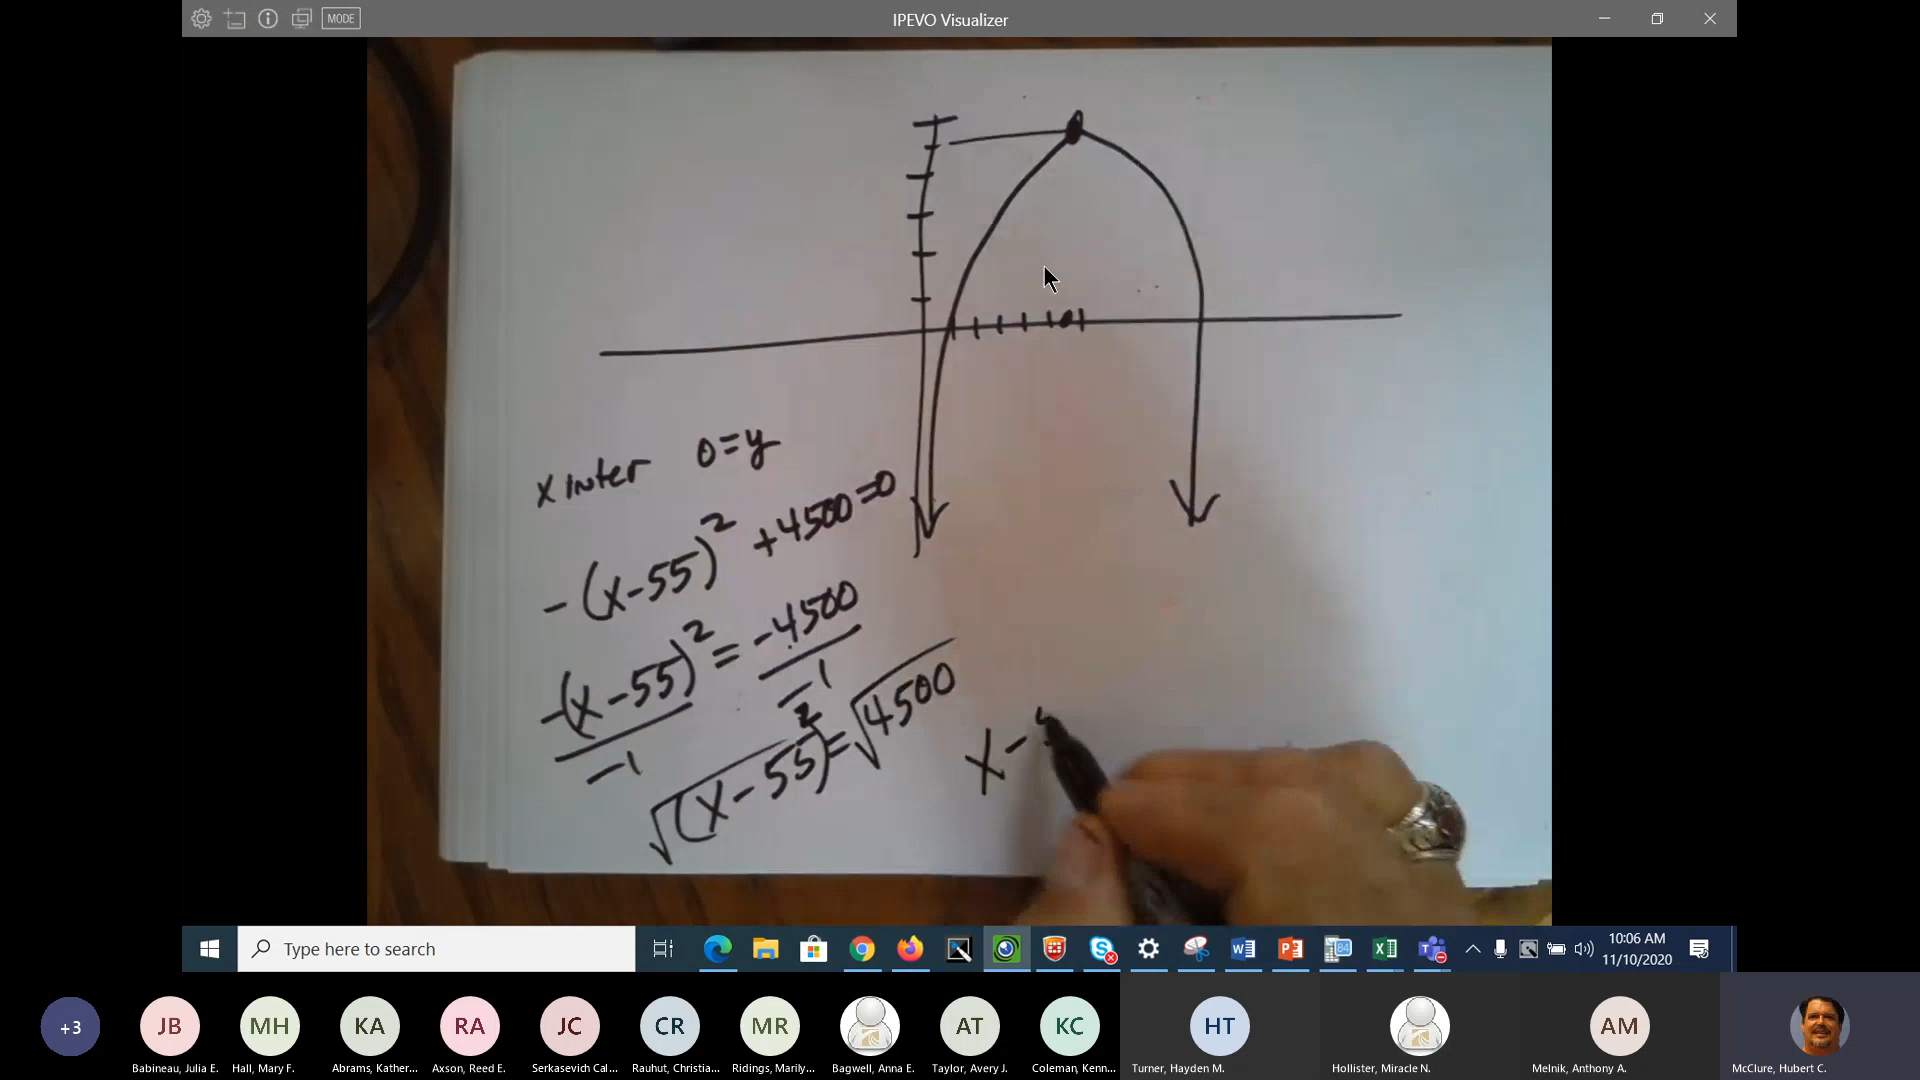 MODE
IPEVO Visualizer
x inter 0=y
-(x-55)² +4500=0
-(x-55)² = -4500
-1 -1
√(x-55)² = √4500
x-
Type here to search
84
10:06 AM
11/10/2020
+3
JB
MH
KA
RA
JC
CR
MR
AT
KC
HT
AM
Babineau, Julia E.
Hall, Mary F.
Abrams, Kather...
Axson, Reed E.
Serkasevich Cal...
Rauhut, Christia...
Ridings, Marily...
Bagwell, Anna E.
Taylor, Avery J.
Coleman, Kenn...
Turner, Hayden M.
Hollister, Miracle N.
Melnik, Anthony A.
McClure, Hubert C.